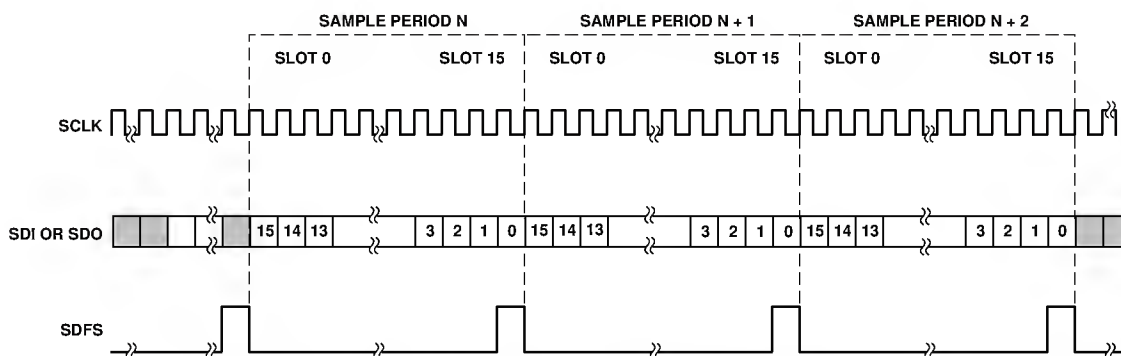 SAMPLE PERIOD N SAMPLE PERIOD N + 1 SAMPLE PERIOD N + 2
SLOT 0 SLOT 15 SLOT 0 SLOT 15 SLOT 0 SLOT 15
SCLK
SDI OR SDO 15 14 13 3 2 1 0 15 14 13 3 2 1 0 15 14 13 3 2 1 0
SDFS